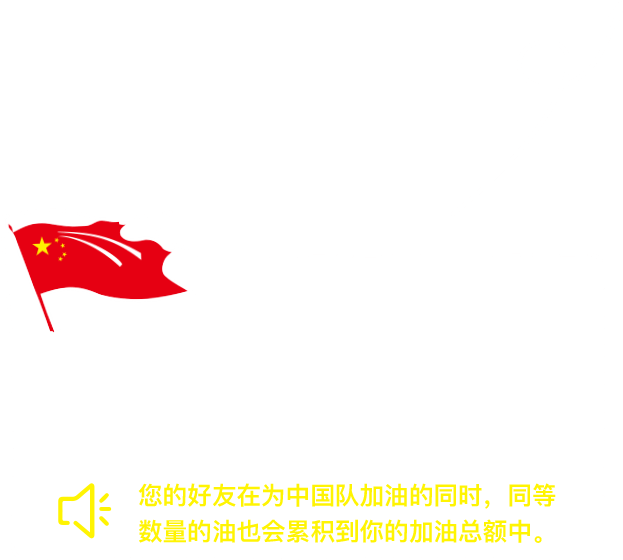 您的好友在为中国队加油的同时，同等
数量的油也会累积到你的加油总额中。